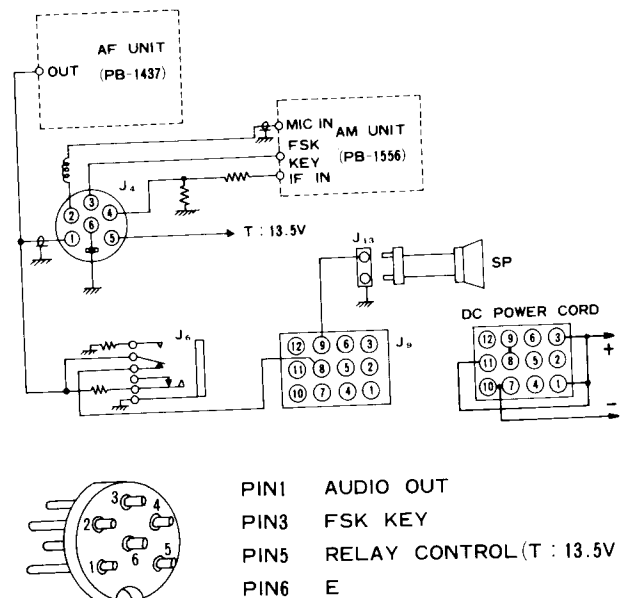 AF UNIT
OUT (PB-1437)
MIC IN AM UNIT
FSK
KEY (PB-1556)
IF IN
J4
3
2 6 4
1 5
T : 13.5V
J13
SP
DC POWER CORD
J6
12 9 6 3 J9
11 8 5 2
10 7 4 1
12 9 6 3
11 8 5 2
10 7 4 1
+
−
3 4
2
1 6 5
PIN1 AUDIO OUT
PIN3 FSK KEY
PIN5 RELAY CONTROL(T : 13.5V
PIN6 E